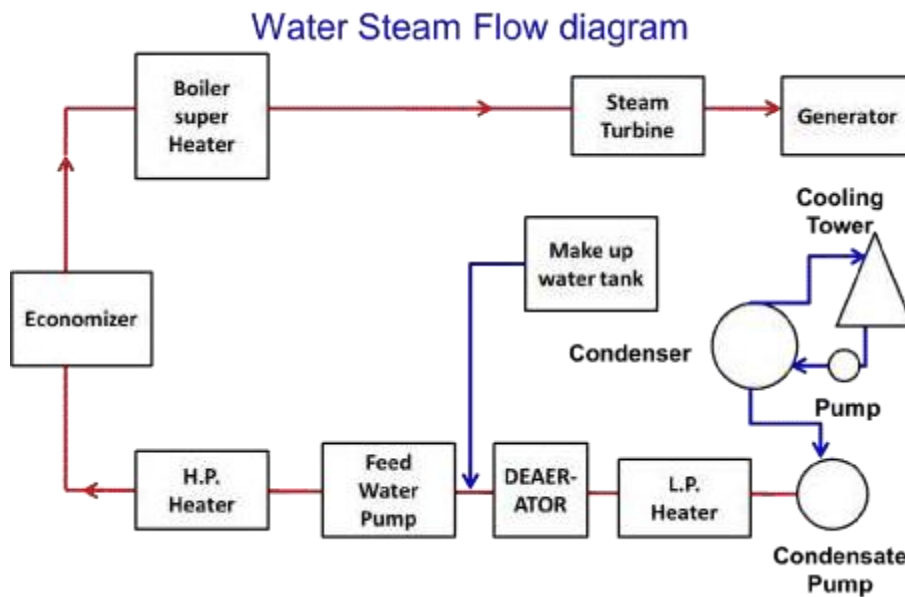 Water Steam Flow diagram
Boiler
super
Heater
Steam
Turbine
Generator
Cooling
Tower
Make up
water tank
Economizer
Condenser
Pump
H.P.
Heater
Feed
Water
Pump
DEAER-
ATOR
L.P.
Heater
Condensate
Pump